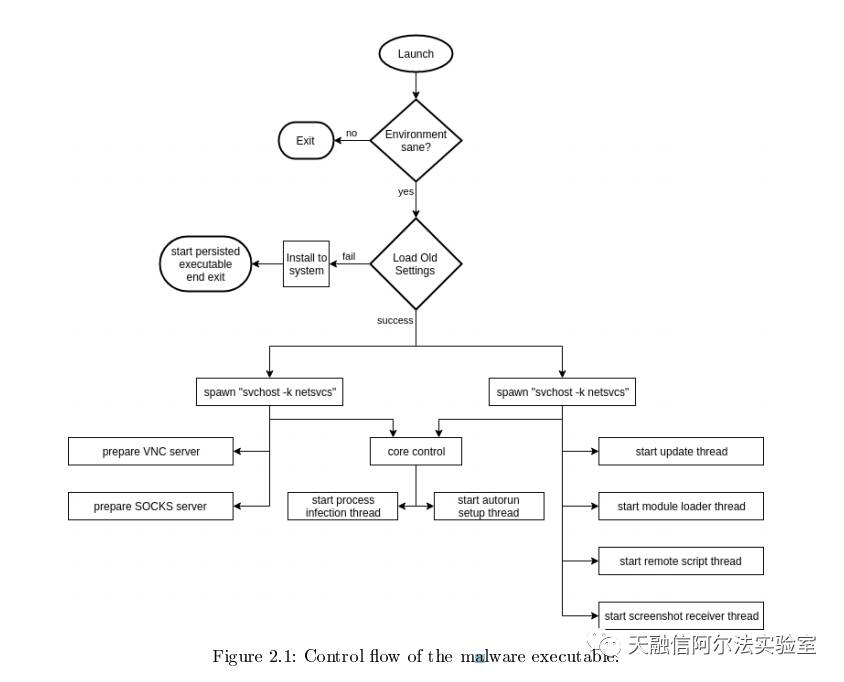 Launch
Environment
sane?
no
Exit
yes
Load Old
Settings
fail
Install to
system
start persisted
executable
end exit
success
spawn "svchost -k netsvcs"
spawn "svchost -k netsvcs"
prepare VNC server
core control
start update thread
prepare SOCKS server
start process
infection thread
start autorun
setup thread
start module loader thread
start remote script thread
start screenshot receiver thread
天融信阿尔法实验室
Figure 2.1: Control flow of the malware executable.